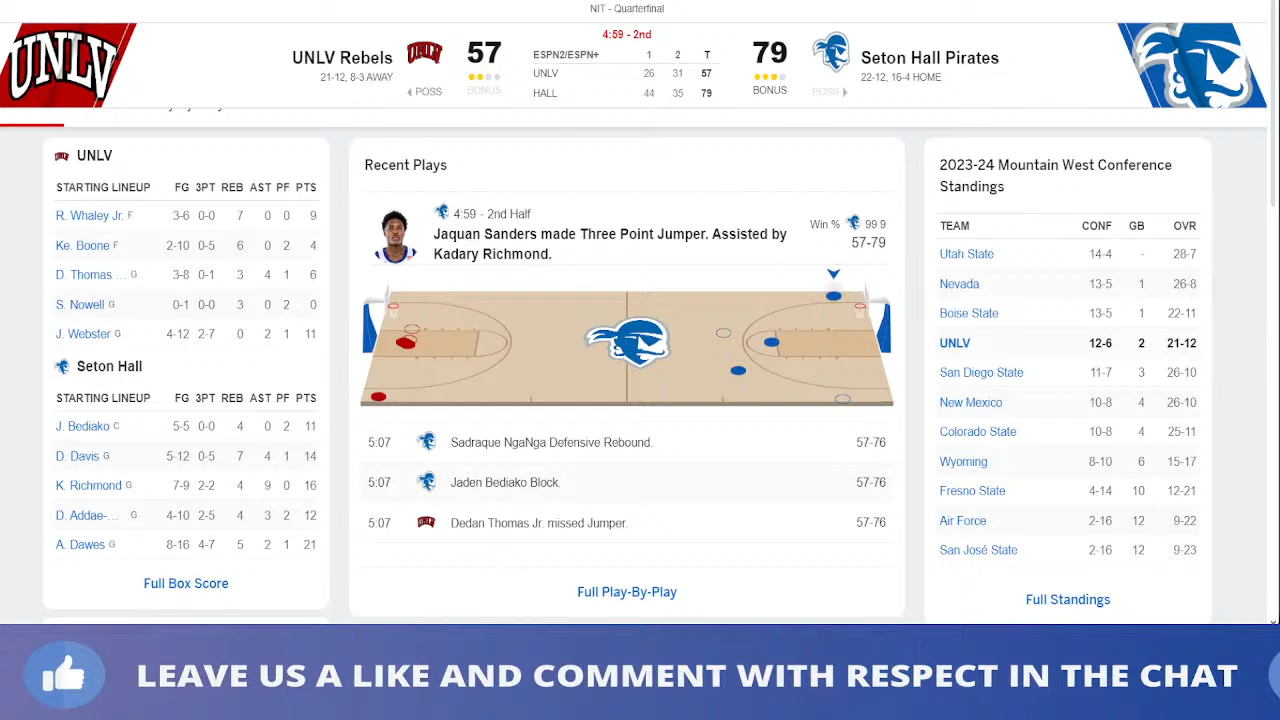 NIT - Quarterfinal
UNLV
UNLV Rebels
21-12, 8-3 AWAY
UNLV
57
POSS
BONUS
4:59 - 2nd
ESPN2/ESPN+ 1 2 T
UNLV 26 31 57
HALL 44 35 79
79
BONUS
POSS
Seton Hall Pirates
22-12, 16-4 HOME
UNLV
STARTING LINEUP FG 3PT REB AST PF PTS
R. Whaley Jr. F 3-6 0-0 7 0 0 9
Ke. Boone F 2-10 0-5 6 0 2 4
D. Thomas ... G 3-8 0-1 3 4 1 6
S. Nowell G 0-1 0-0 3 0 2 0
J. Webster G 4-12 2-7 0 2 1 11
Seton Hall
STARTING LINEUP FG 3PT REB AST PF PTS
J. Bediako C 5-5 0-0 4 0 2 11
D. Davis G 5-12 0-5 7 4 1 14
K. Richmond G 7-9 2-2 4 9 0 16
D. Addae-... G 4-10 2-5 4 3 2 12
A. Dawes G 8-16 4-7 5 2 1 21
Full Box Score
Recent Plays
4:59 - 2nd Half
Jaquan Sanders made Three Point Jumper. Assisted by
Kadary Richmond.
Win % 99.9
57-79
5:07 Sadraque NgaNga Defensive Rebound. 57-76
5:07 Jaden Bediako Block. 57-76
5:07 Dedan Thomas Jr. missed Jumper. 57-76
Full Play-By-Play
2023-24 Mountain West Conference
Standings
TEAM CONF GB OVR
Utah State 14-4 - 28-7
Nevada 13-5 1 26-8
Boise State 13-5 1 22-11
UNLV 12-6 2 21-12
San Diego State 11-7 3 26-10
New Mexico 10-8 4 26-10
Colorado State 10-8 4 25-11
Wyoming 8-10 6 15-17
Fresno State 4-14 10 12-21
Air Force 2-16 12 9-22
San José State 2-16 12 9-23
Full Standings
LEAVE US A LIKE AND COMMENT WITH RESPECT IN THE CHAT